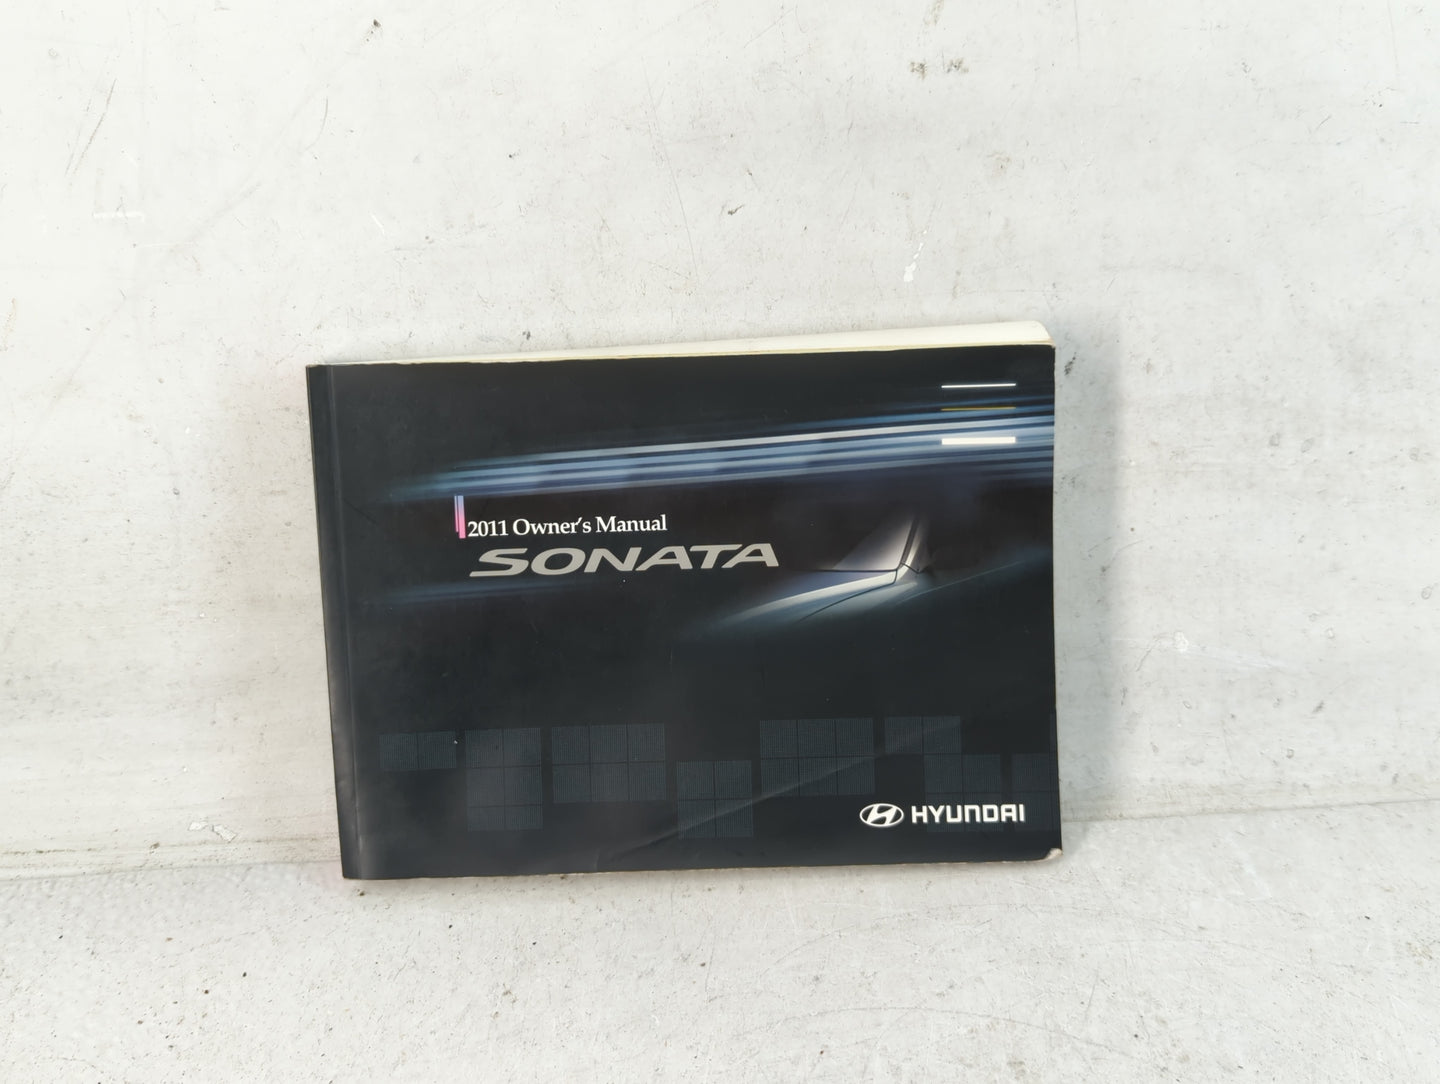 2011 Owner's Manual
SONATA
HYUNDAI